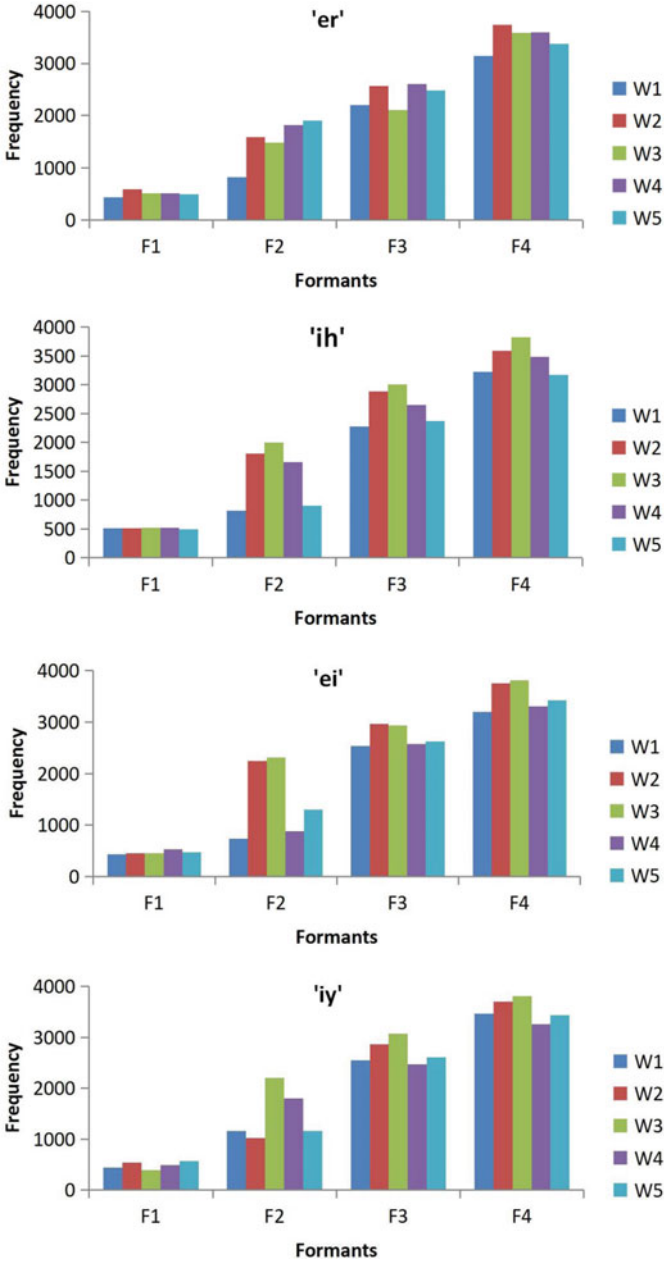 'er'
Frequency
4000
3000
2000
1000
0
F1 F2 F3 F4
Formants
W1
W2
W3
W4
W5
'ih'
Frequency
4000
3500
3000
2500
2000
1500
1000
500
0
F1 F2 F3 F4
Formants
W1
W2
W3
W4
W5
'ei'
Frequency
4000
3000
2000
1000
0
F1 F2 F3 F4
Formants
W1
W2
W3
W4
W5
'iy'
Frequency
4000
3000
2000
1000
0
F1 F2 F3 F4
Formants
W1
W2
W3
W4
W5